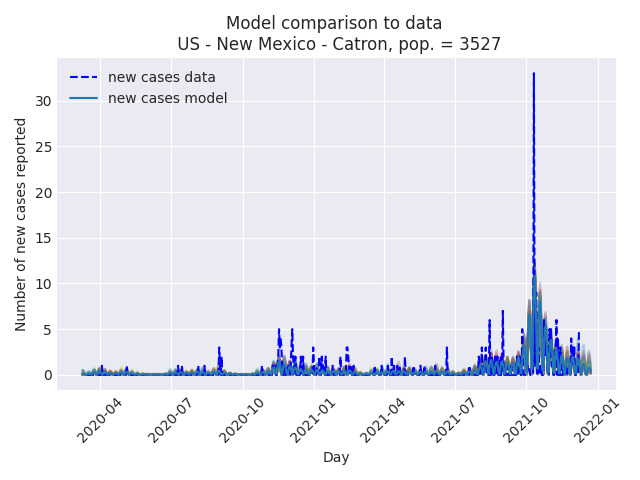 Model comparison to data
US - New Mexico - Catron, pop. = 3527
new cases data
new cases model
Number of new cases reported
30
25
20
15
10
5
0
2020-04
2020-07
2020-10
2021-01
2021-04
2021-07
2021-10
2022-01
Day